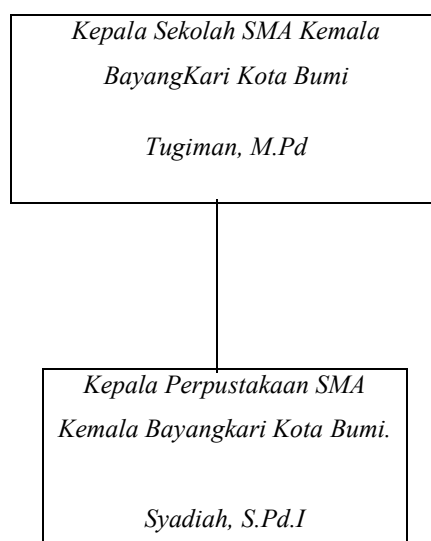 Kepala Sekolah SMA Kemala
BayangKari Kota Bumi
Tugiman, M.Pd
Kepala Perpustakaan SMA
Kemala Bayangkari Kota Bumi.
Syadiah, S.Pd.I